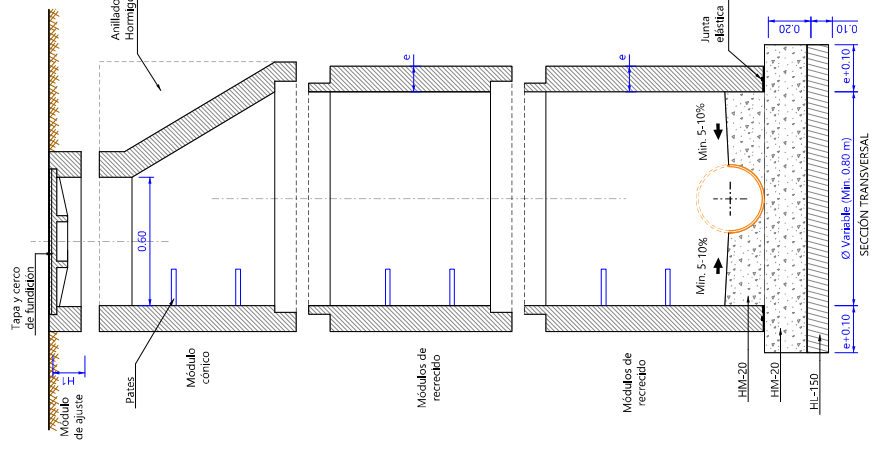 Anillado
Hormigó
Tapa y cerco
de fundición
H1
Módulo
de ajuste
Pates
0.60
Módulo
cónico
e
Módulos de
recrecido
e
Módulos de
recrecido
Junta
elástica
Min. 5-10%
Min. 5-10%
HM-20
HM-20
HL-150
0.20
0.10
e+0.10
Ø Variable (Min. 0.80 m)
e+0.10
SECCIÓN TRANSVERSAL